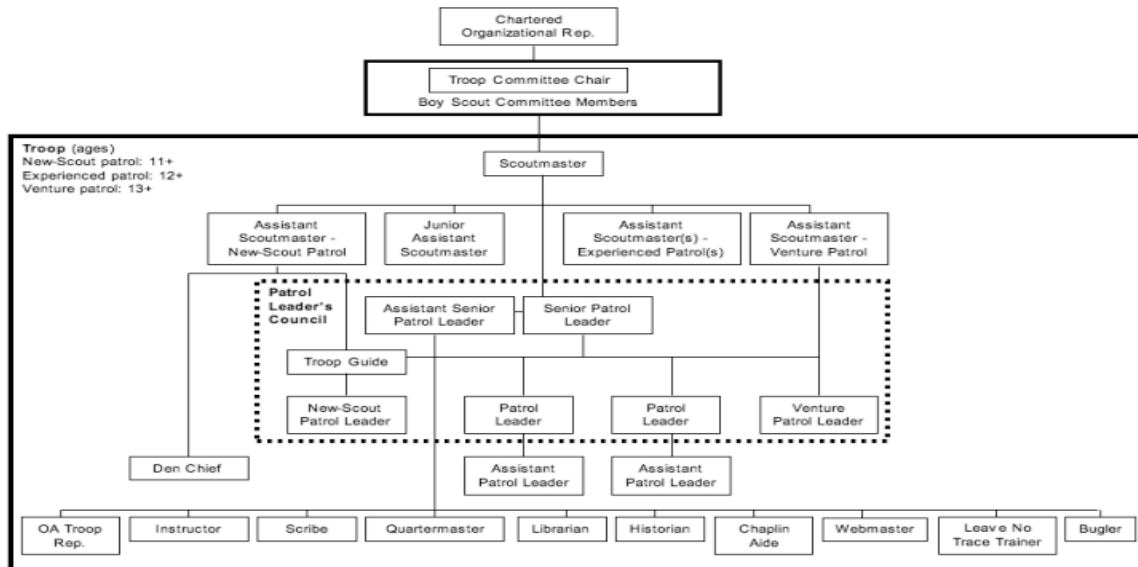 Chartered
Organizational Rep.
Troop Committee Chair
Boy Scout Committee Members
Troop (ages)
New-Scout patrol: 11+
Experienced patrol: 12+
Venture patrol: 13+
Scoutmaster
Assistant
Scoutmaster -
New-Scout Patrol
Junior
Assistant
Scoutmaster
Assistant
Scoutmaster(s) -
Experienced Patrol(s)
Assistant
Scoutmaster -
Venture Patrol
Patrol
Leader's
Council
Assistant Senior
Patrol Leader
Senior Patrol
Leader
Troop Guide
New-Scout
Patrol Leader
Patrol
Leader
Patrol
Leader
Venture
Patrol Leader
Den Chief
Assistant
Patrol Leader
Assistant
Patrol Leader
OA Troop
Rep.
Instructor
Scribe
Quartermaster
Librarian
Historian
Chaplin
Aide
Webmaster
Leave No
Trace Trainer
Bugler